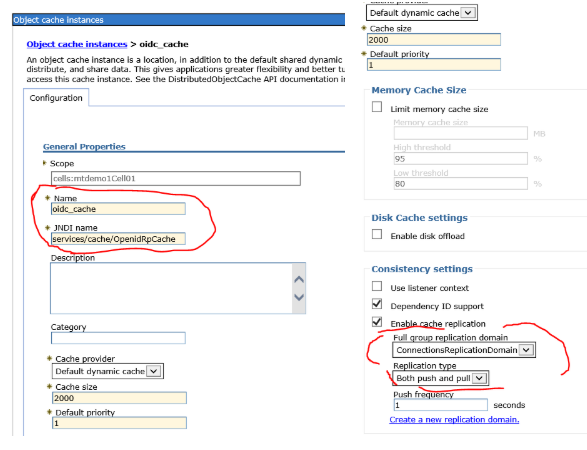 Object cache instances
Object cache instances > oidc_cache
An object cache instance is a location, in addition to the default shared dynamic
distribute, and share data. This gives applications greater flexibility and better tu
access this cache instance. See the DistributedObjectCache API documentation i
Configuration
General Properties
Scope
cells:mtdemo1Cell01
* Name
oidc_cache
* JNDI name
services/cache/OpenidRpCache
Description
Category
* Cache provider
Default dynamic cache
* Cache size
2000
* Default priority
1
Default dynamic cache
* Cache size
2000
* Default priority
1
Memory Cache Size
Limit memory cache size
Memory cache size
MB
High threshold
95 %
Low threshold
80 %
Disk Cache settings
Enable disk offload
Consistency settings
Use listener context
Dependency ID support
Enable cache replication
Full group replication domain
ConnectionsReplicationDomain
Replication type
Both push and pull
Push frequency
1 seconds
Create a new replication domain.